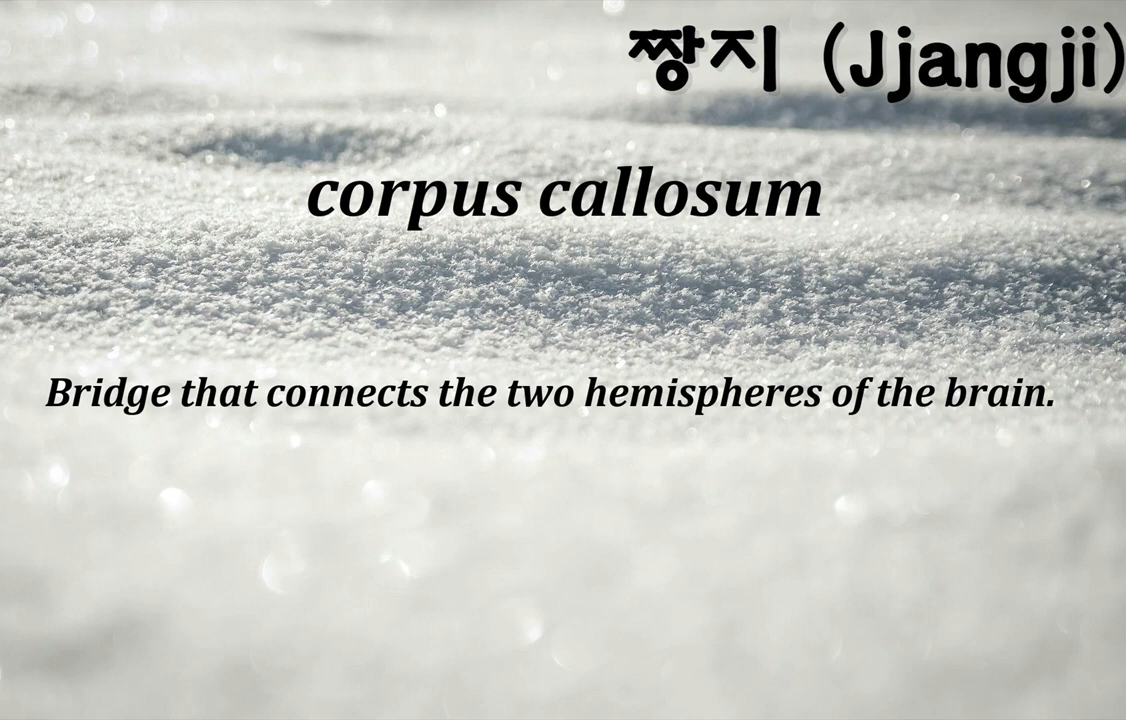 짱지 (Jjangji)
corpus callosum
Bridge that connects the two hemispheres of the brain.